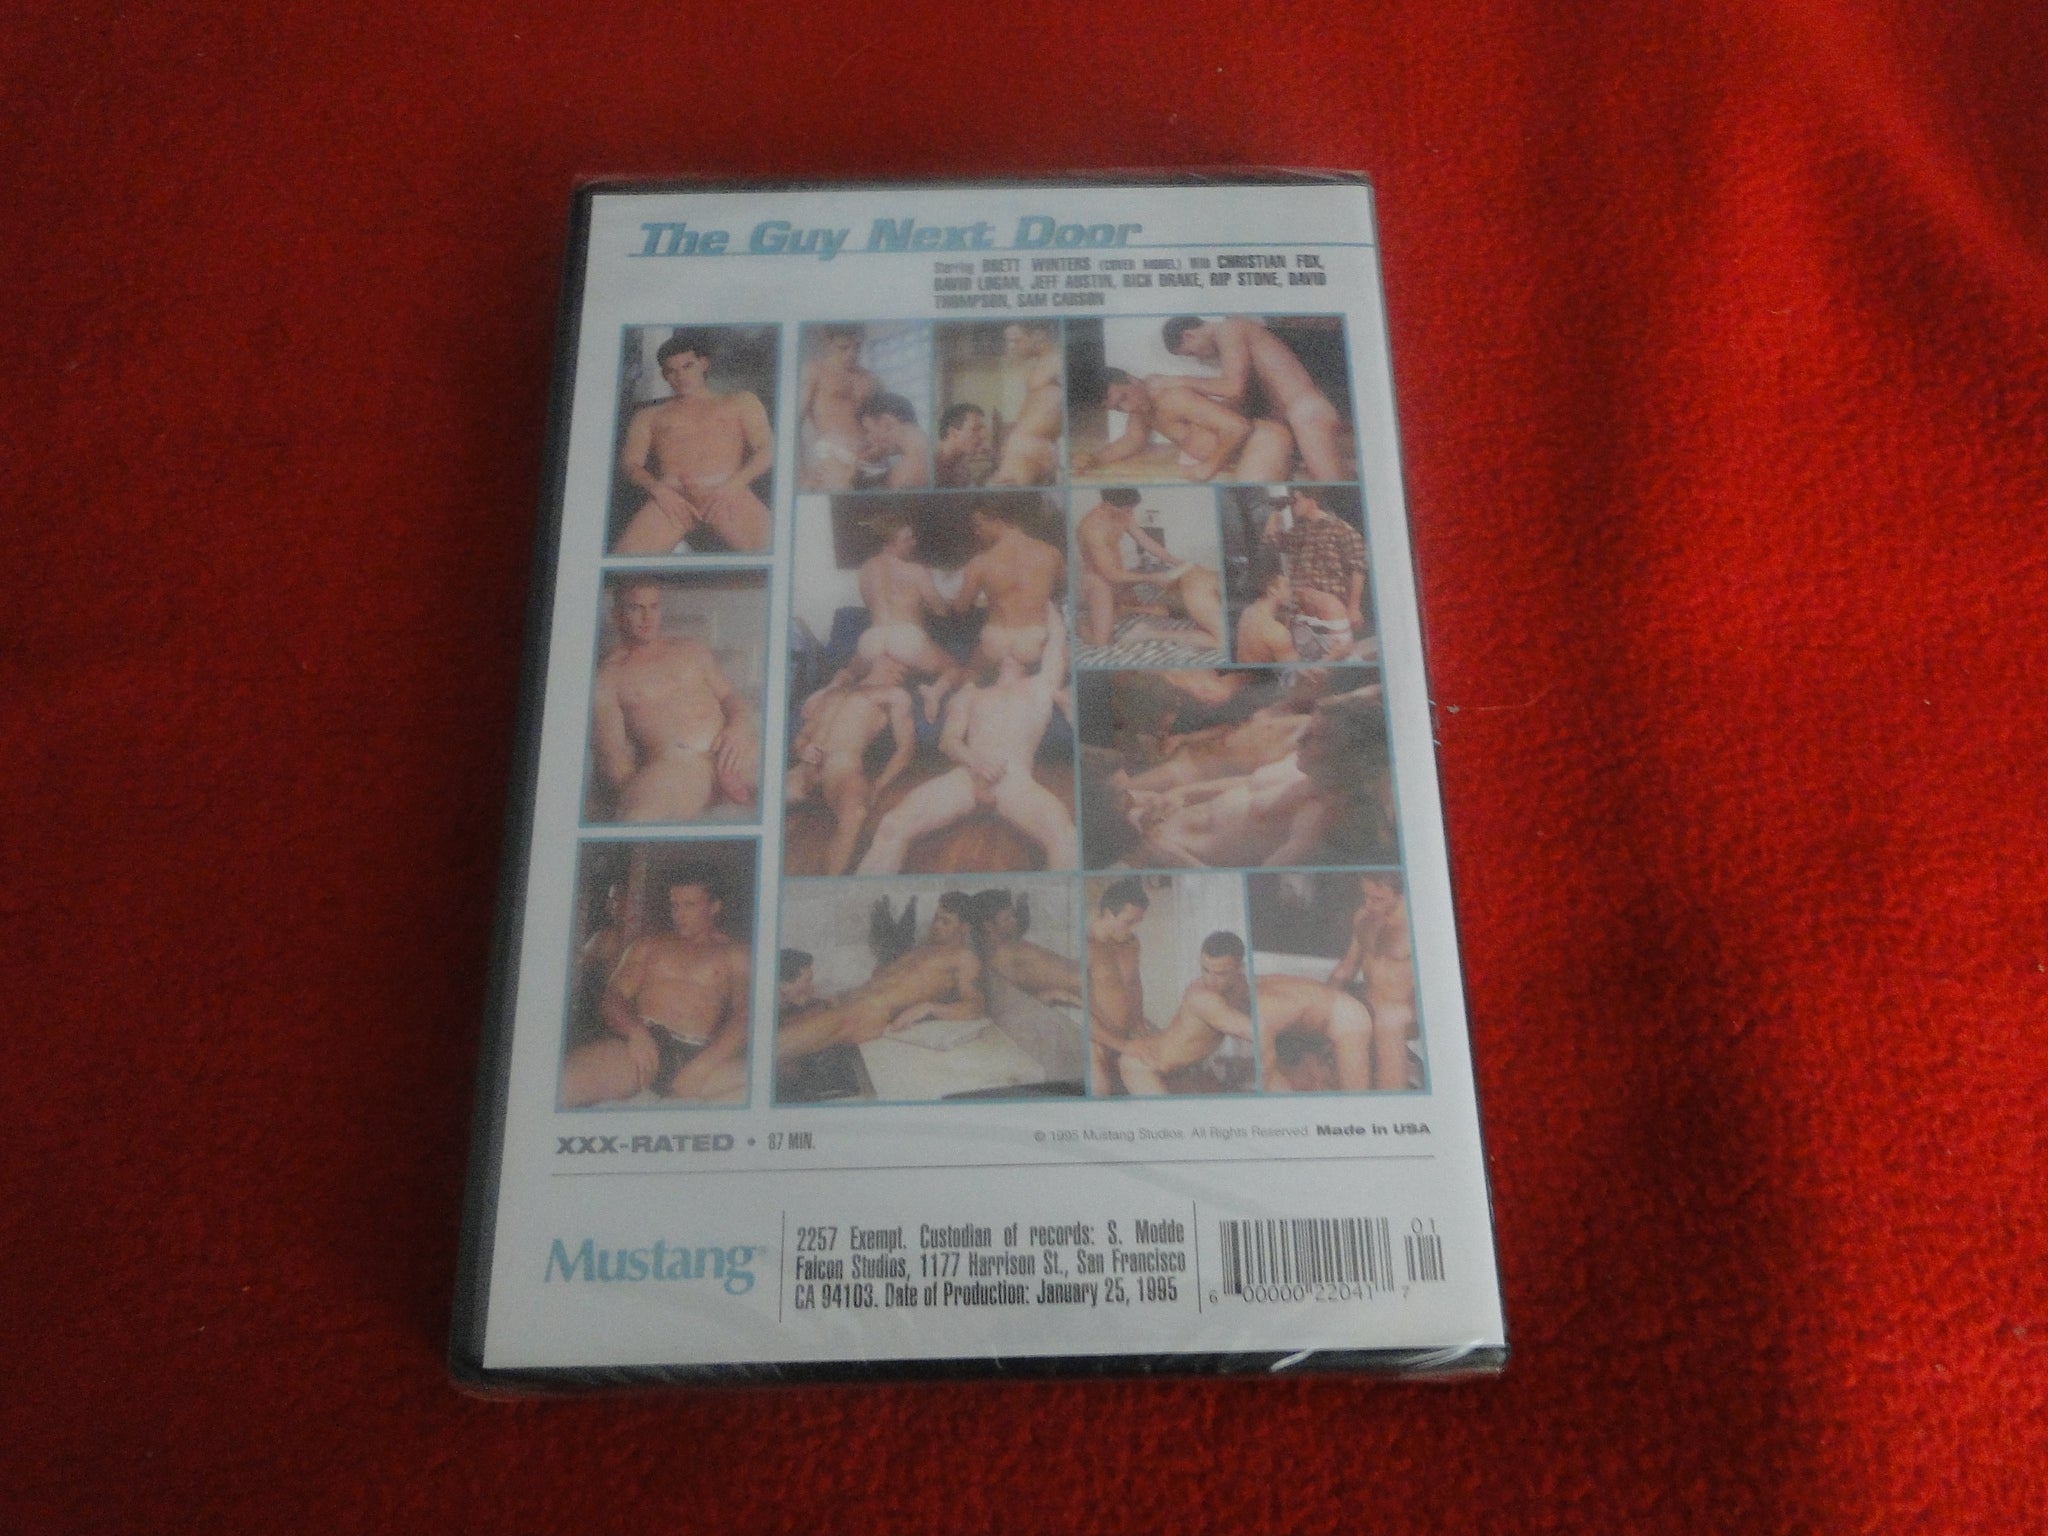 The Guy Next Door
Starring BRETT WINTERS (COVER MODEL) With CHRISTIAN FOX,
DAVID LOGAN, JEFF AUSTIN, RICK DRAKE, RIP STONE, DAVID
THOMPSON, SAM CARSON
XXX-RATED • 87 MIN.
© 1995 Mustang Studios. All Rights Reserved. Made in USA
Mustang
2257 Exempt. Custodian of records: S. Modde
Falcon Studios, 1177 Harrison St., San Francisco
CA 94103. Date of Production: January 25, 1995
01
6 00000 22041 7